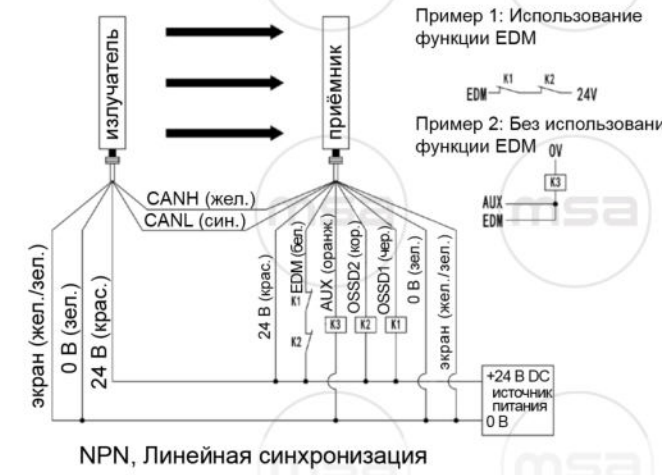 Пример 1: Использование
функции EDM
K1 K2
EDM 24V
Пример 2: Без использовани
функции EDM
0V
K3
AUX
EDM
излучатель
приёмник
CANH (жел.)
CANL (син.)
экран (жел./зел.)
0 В (зел.)
24 В (крас.)
24 В (крас.)
EDM (бел.)
K1
K2
AUX (оранж.)
K3
OSSD2 (кор.)
K2
OSSD1 (чер.)
K1
0 В (зел.)
экран (жел./зел.)
+24 В DC
источник
питания
0 В
NPN, Линейная синхронизация
msa
msa
msa